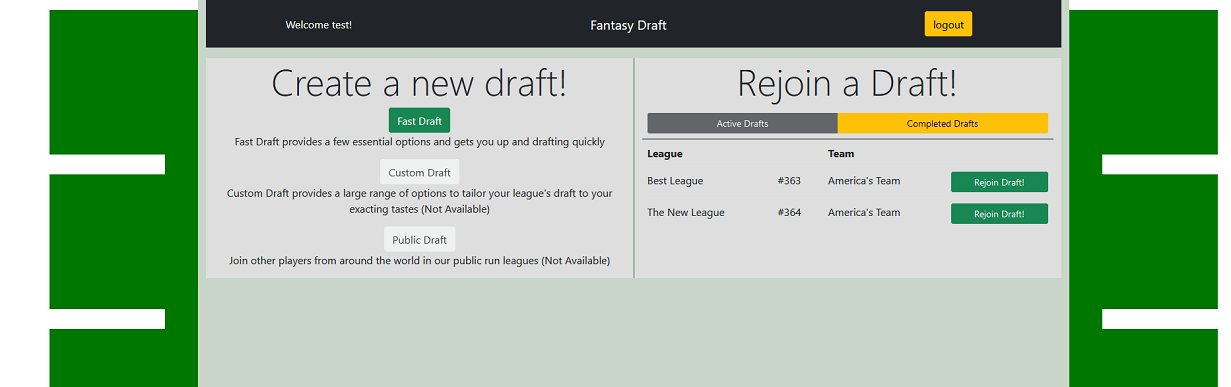 Welcome test!
Fantasy Draft
logout
Create a new draft!
Fast Draft
Fast Draft provides a few essential options and gets you up and drafting quickly
Custom Draft
Custom Draft provides a large range of options to tailor your league's draft to your
exacting tastes (Not Available)
Public Draft
Join other players from around the world in our public run leagues (Not Available)
Rejoin a Draft!
Active Drafts
Completed Drafts
League Team
Best League #363 America's Team Rejoin Draft!
The New League #364 America's Team Rejoin Draft!